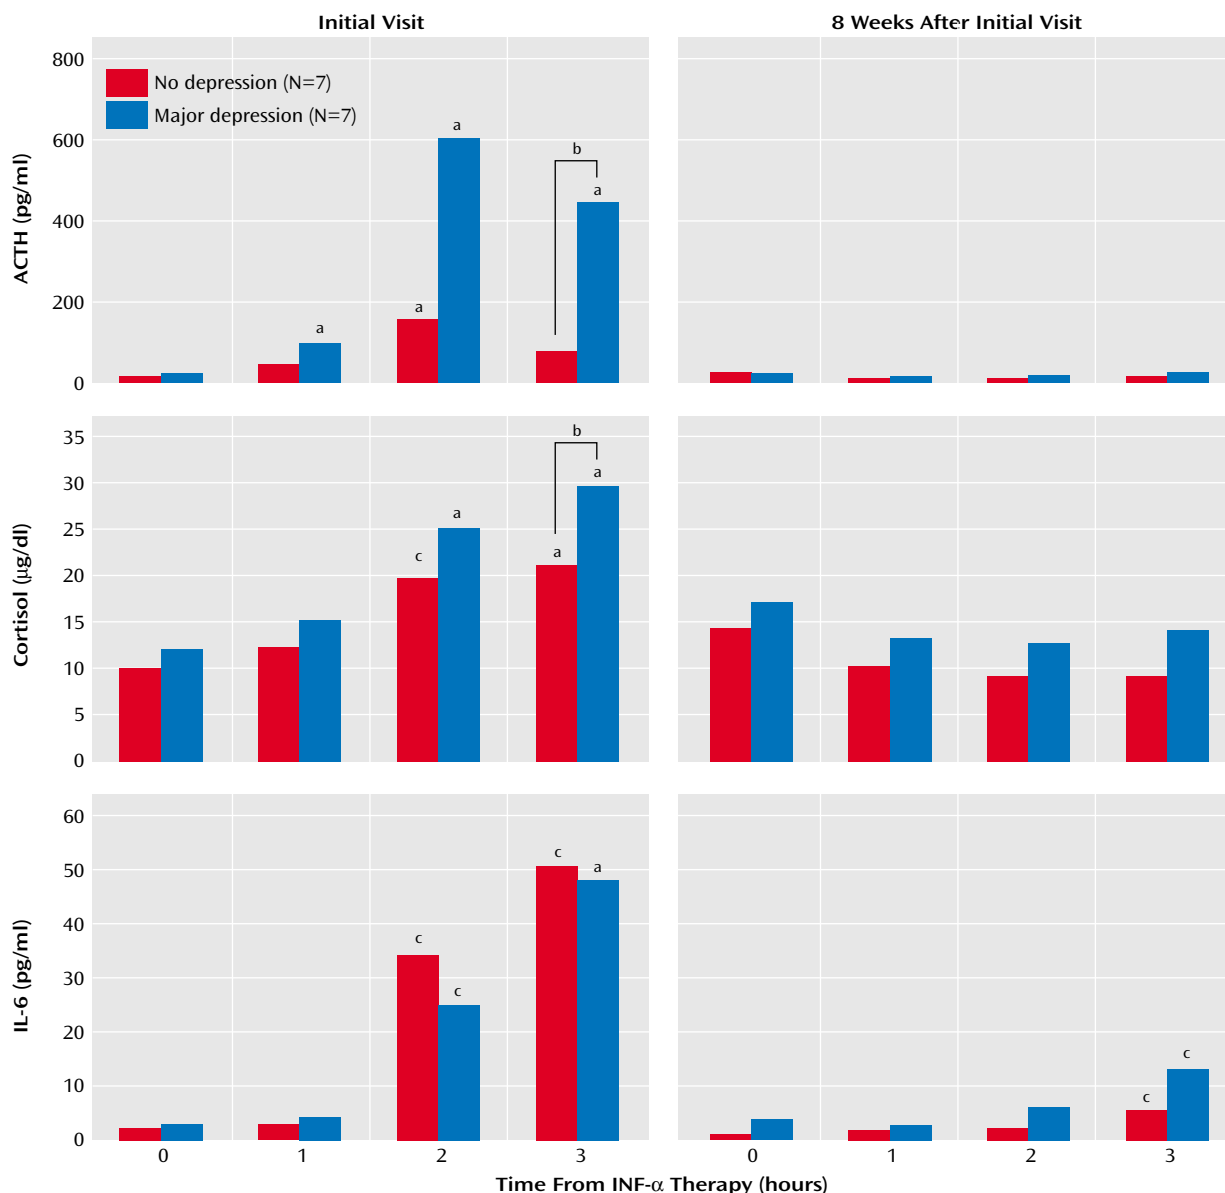 Initial Visit
8 Weeks After Initial Visit
ACTH (pg/ml)
800
600
400
200
0
No depression (N=7)
Major depression (N=7)
a
a
a
b
a
Cortisol (µg/dl)
35
30
25
20
15
10
5
0
b
a
a
c
a
IL-6 (pg/ml)
60
50
40
30
20
10
0
c
a
c
c
c
c
0 1 2 3 0 1 2 3
Time From INF-α Therapy (hours)